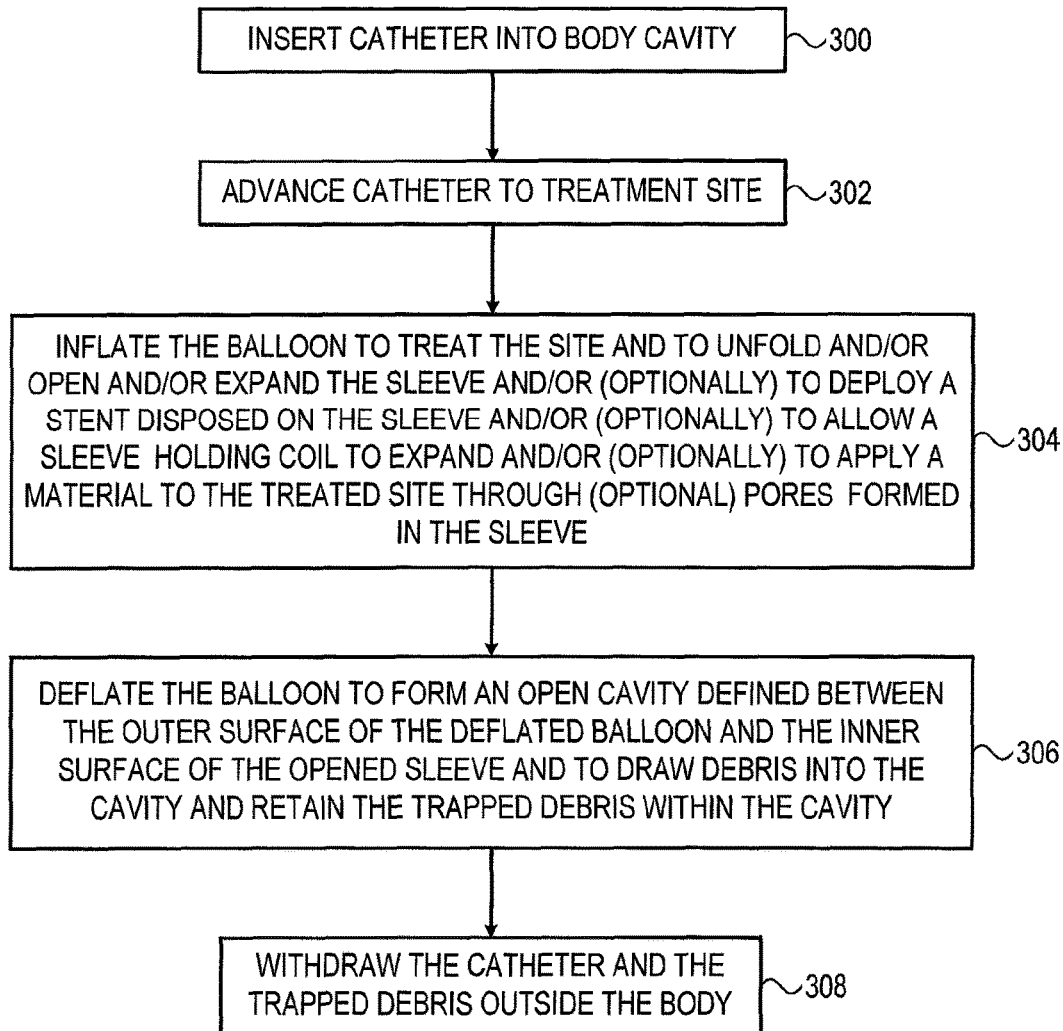 INSERT CATHETER INTO BODY CAVITY
300
ADVANCE CATHETER TO TREATMENT SITE
302
INFLATE THE BALLOON TO TREAT THE SITE AND TO UNFOLD AND/OR
OPEN AND/OR EXPAND THE SLEEVE AND/OR (OPTIONALLY) TO DEPLOY A
STENT DISPOSED ON THE SLEEVE AND/OR (OPTIONALLY) TO ALLOW A
SLEEVE HOLDING COIL TO EXPAND AND/OR (OPTIONALLY) TO APPLY A
MATERIAL TO THE TREATED SITE THROUGH (OPTIONAL) PORES FORMED
IN THE SLEEVE
304
DEFLATE THE BALLOON TO FORM AN OPEN CAVITY DEFINED BETWEEN
THE OUTER SURFACE OF THE DEFLATED BALLOON AND THE INNER
SURFACE OF THE OPENED SLEEVE AND TO DRAW DEBRIS INTO THE
CAVITY AND RETAIN THE TRAPPED DEBRIS WITHIN THE CAVITY
306
WITHDRAW THE CATHETER AND THE
TRAPPED DEBRIS OUTSIDE THE BODY
308